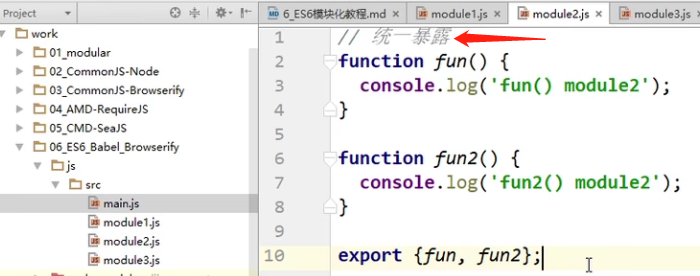 Project
6_ES6模块化教程.md
module1.js
module2.js
module3.js
work
01_modular
02_CommonJS-Node
03_CommonJS-Browserify
04_AMD-RequireJS
05_CMD-SeaJS
06_ES6_Babel_Browserify
js
src
main.js
module1.js
module2.js
module3.js
1 // 统一暴露
2 function fun() {
3 console.log('fun() module2');
4 }
5
6 function fun2() {
7 console.log('fun2() module2');
8 }
9
10 export {fun, fun2};